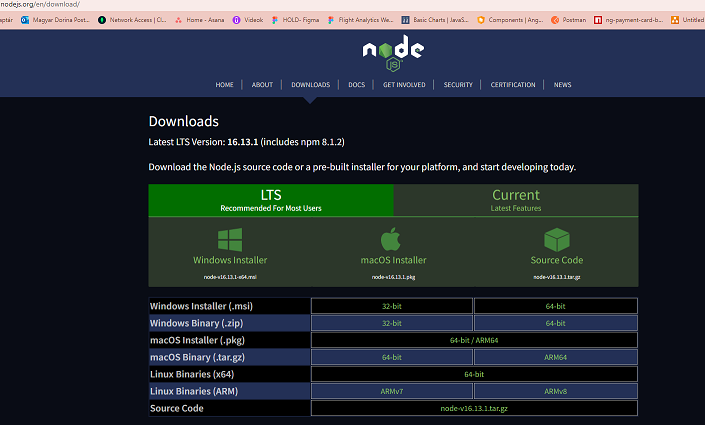 nodejs.org/en/download/
aptár
Magyar Dorina Post...
Network Access | Cl...
Home - Asana
Videok
HOLD- Figma
Flight Analytics We...
Basic Charts | JavaS...
Components | Ang...
Postman
ng-payment-card-b...
Untitled
node
JS
HOME | ABOUT | DOWNLOADS | DOCS | GET INVOLVED | SECURITY | CERTIFICATION | NEWS
Downloads
Latest LTS Version: 16.13.1 (includes npm 8.1.2)
Download the Node.js source code or a pre-built installer for your platform, and start developing today.
LTS
Recommended For Most Users
Current
Latest Features
Windows Installer
node-v16.13.1-x64.msi
macOS Installer
node-v16.13.1.pkg
Source Code
node-v16.13.1.tar.gz
Windows Installer (.msi) 32-bit 64-bit
Windows Binary (.zip) 32-bit 64-bit
macOS Installer (.pkg) 64-bit / ARM64
macOS Binary (.tar.gz) 64-bit ARM64
Linux Binaries (x64) 64-bit
Linux Binaries (ARM) ARMv7 ARMv8
Source Code node-v16.13.1.tar.gz